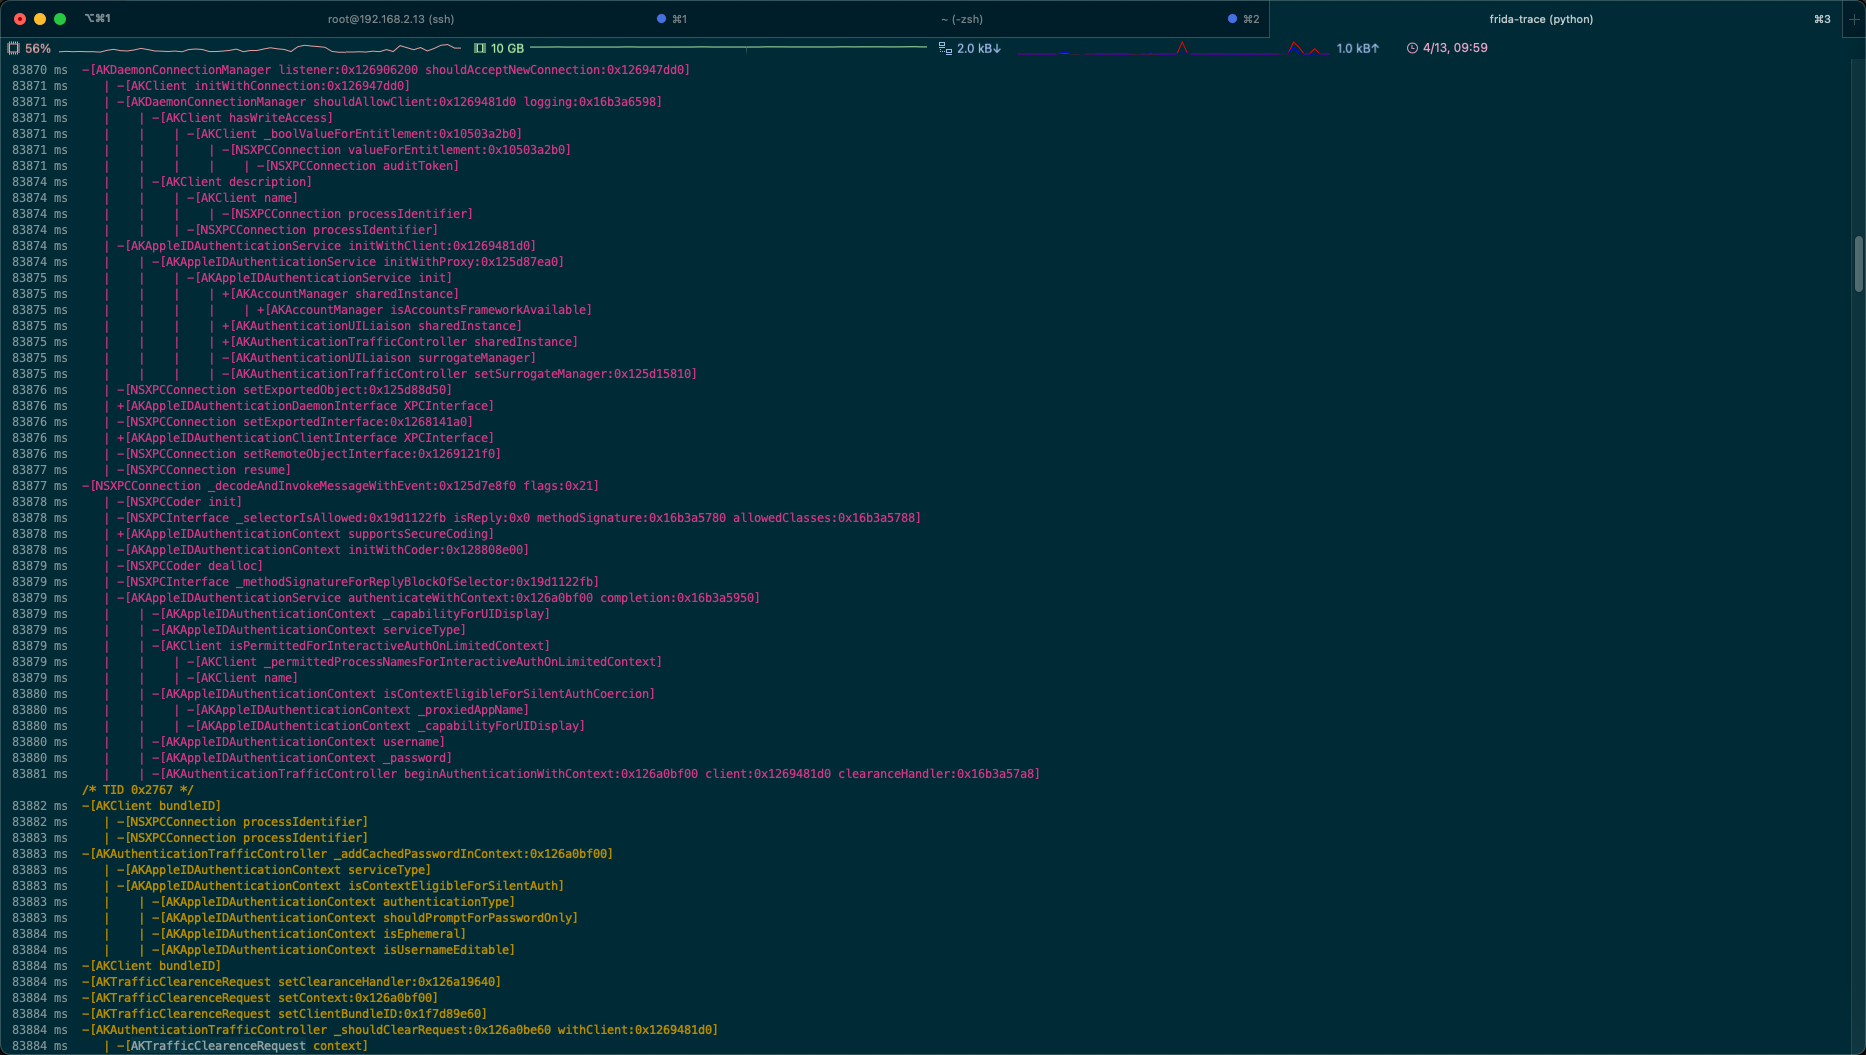 ⌥⌘1 root@192.168.2.13 (ssh) ⌘1 ~ (-zsh) ⌘2 frida-trace (python) ⌘3
56% 10 GB 2.0 kB↓ 1.0 kB↑ 4/13, 09:59
83870 ms -[AKDaemonConnectionManager listener:0x126906200 shouldAcceptNewConnection:0x126947dd0]
83871 ms | -[AKClient initWithConnection:0x126947dd0]
83871 ms | -[AKDaemonConnectionManager shouldAllowClient:0x1269481d0 logging:0x16b3a6598]
83871 ms | | -[AKClient hasWriteAccess]
83871 ms | | | -[AKClient _boolValueForEntitlement:0x10503a2b0]
83871 ms | | | | -[NSXPCConnection valueForEntitlement:0x10503a2b0]
83871 ms | | | | | -[NSXPCConnection auditToken]
83874 ms | | -[AKClient description]
83874 ms | | | -[AKClient name]
83874 ms | | | | -[NSXPCConnection processIdentifier]
83874 ms | | | -[NSXPCConnection processIdentifier]
83874 ms | -[AKAppleIDAuthenticationService initWithClient:0x1269481d0]
83874 ms | | -[AKAppleIDAuthenticationService initWithProxy:0x125d87ea0]
83875 ms | | | -[AKAppleIDAuthenticationService init]
83875 ms | | | | +[AKAccountManager sharedInstance]
83875 ms | | | | | +[AKAccountManager isAccountsFrameworkAvailable]
83875 ms | | | | +[AKAuthenticationUILiaison sharedInstance]
83875 ms | | | | +[AKAuthenticationTrafficController sharedInstance]
83875 ms | | | | -[AKAuthenticationUILiaison surrogateManager]
83875 ms | | | | -[AKAuthenticationTrafficController setSurrogateManager:0x125d15810]
83876 ms | -[NSXPCConnection setExportedObject:0x125d88d50]
83876 ms | +[AKAppleIDAuthenticationDaemonInterface XPCInterface]
83876 ms | -[NSXPCConnection setExportedInterface:0x1268141a0]
83876 ms | +[AKAppleIDAuthenticationClientInterface XPCInterface]
83876 ms | -[NSXPCConnection setRemoteObjectInterface:0x1269121f0]
83877 ms | -[NSXPCConnection resume]
83877 ms -[NSXPCConnection _decodeAndInvokeMessageWithEvent:0x125d7e8f0 flags:0x21]
83878 ms | -[NSXPCCoder init]
83878 ms | -[NSXPCInterface _selectorIsAllowed:0x19d1122fb isReply:0x0 methodSignature:0x16b3a5780 allowedClasses:0x16b3a5788]
83878 ms | +[AKAppleIDAuthenticationContext supportsSecureCoding]
83878 ms | -[AKAppleIDAuthenticationContext initWithCoder:0x128808e00]
83879 ms | -[NSXPCCoder dealloc]
83879 ms | -[NSXPCInterface _methodSignatureForReplyBlockOfSelector:0x19d1122fb]
83879 ms | -[AKAppleIDAuthenticationService authenticateWithContext:0x126a0bf00 completion:0x16b3a5950]
83879 ms | | -[AKAppleIDAuthenticationContext _capabilityForUIDisplay]
83879 ms | | -[AKAppleIDAuthenticationContext serviceType]
83879 ms | | -[AKClient isPermittedForInteractiveAuthOnLimitedContext]
83879 ms | | | -[AKClient _permittedProcessNamesForInteractiveAuthOnLimitedContext]
83879 ms | | | -[AKClient name]
83880 ms | | -[AKAppleIDAuthenticationContext isContextEligibleForSilentAuthCoercion]
83880 ms | | | -[AKAppleIDAuthenticationContext _proxiedAppName]
83880 ms | | | -[AKAppleIDAuthenticationContext _capabilityForUIDisplay]
83880 ms | | -[AKAppleIDAuthenticationContext username]
83880 ms | | -[AKAppleIDAuthenticationContext _password]
83881 ms | | -[AKAuthenticationTrafficController beginAuthenticationWithContext:0x126a0bf00 client:0x1269481d0 clearanceHandler:0x16b3a57a8]
/* TID 0x2767 */
83882 ms -[AKClient bundleID]
83882 ms | -[NSXPCConnection processIdentifier]
83883 ms | -[NSXPCConnection processIdentifier]
83883 ms -[AKAuthenticationTrafficController _addCachedPasswordInContext:0x126a0bf00]
83883 ms | -[AKAppleIDAuthenticationContext serviceType]
83883 ms | -[AKAppleIDAuthenticationContext isContextEligibleForSilentAuth]
83883 ms | | -[AKAppleIDAuthenticationContext authenticationType]
83883 ms | | -[AKAppleIDAuthenticationContext shouldPromptForPasswordOnly]
83884 ms | | -[AKAppleIDAuthenticationContext isEphemeral]
83884 ms | | -[AKAppleIDAuthenticationContext isUsernameEditable]
83884 ms -[AKClient bundleID]
83884 ms -[AKTrafficClearenceRequest setClearanceHandler:0x126a19640]
83884 ms -[AKTrafficClearenceRequest setContext:0x126a0bf00]
83884 ms -[AKTrafficClearenceRequest setClientBundleID:0x1f7d89e60]
83884 ms -[AKAuthenticationTrafficController _shouldClearRequest:0x126a0be60 withClient:0x1269481d0]
83884 ms | -[AKTrafficClearenceRequest context]